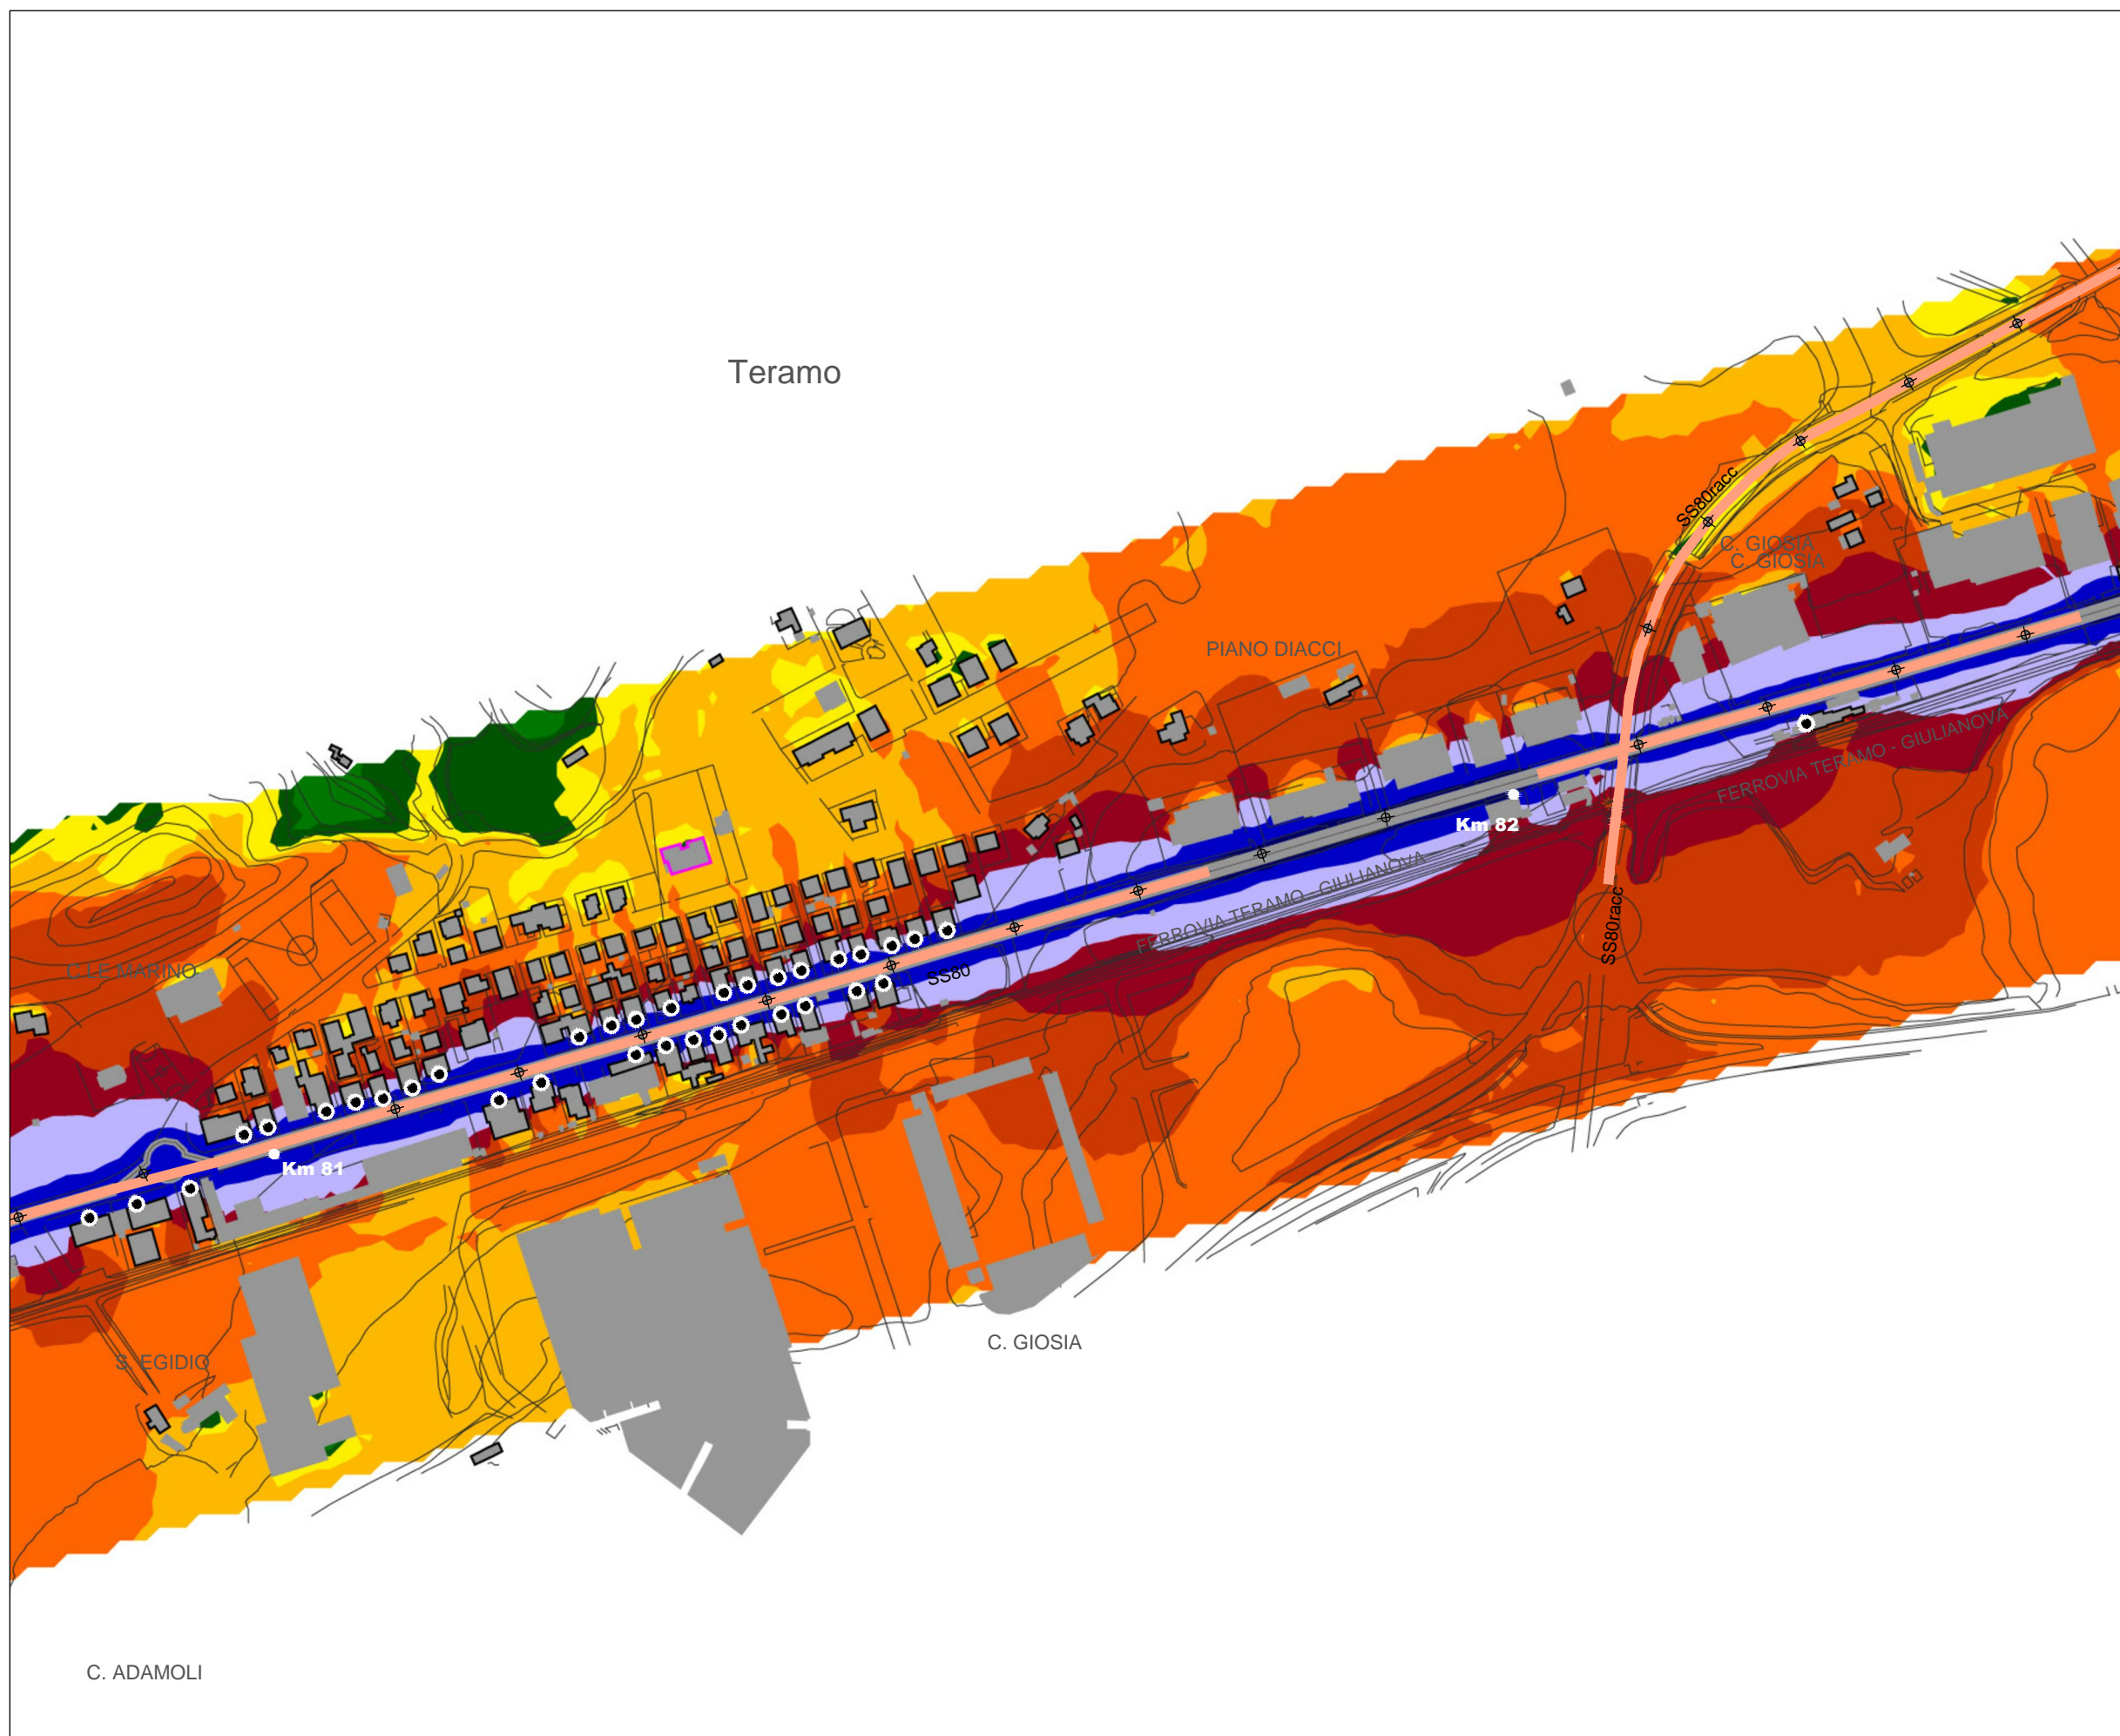 Teramo
SS80racc
C. GIOSIA
C. GIOSIA
PIANO DIACCI
FERROVIA TERAMO - GIULIANOVA
Km 82
FERROVIA TERAMO - GIULIANOVA
SS80racc
C.LE MARINO
SS80
Km 81
C. GIOSIA
S. EGIDIO
C. ADAMOLI